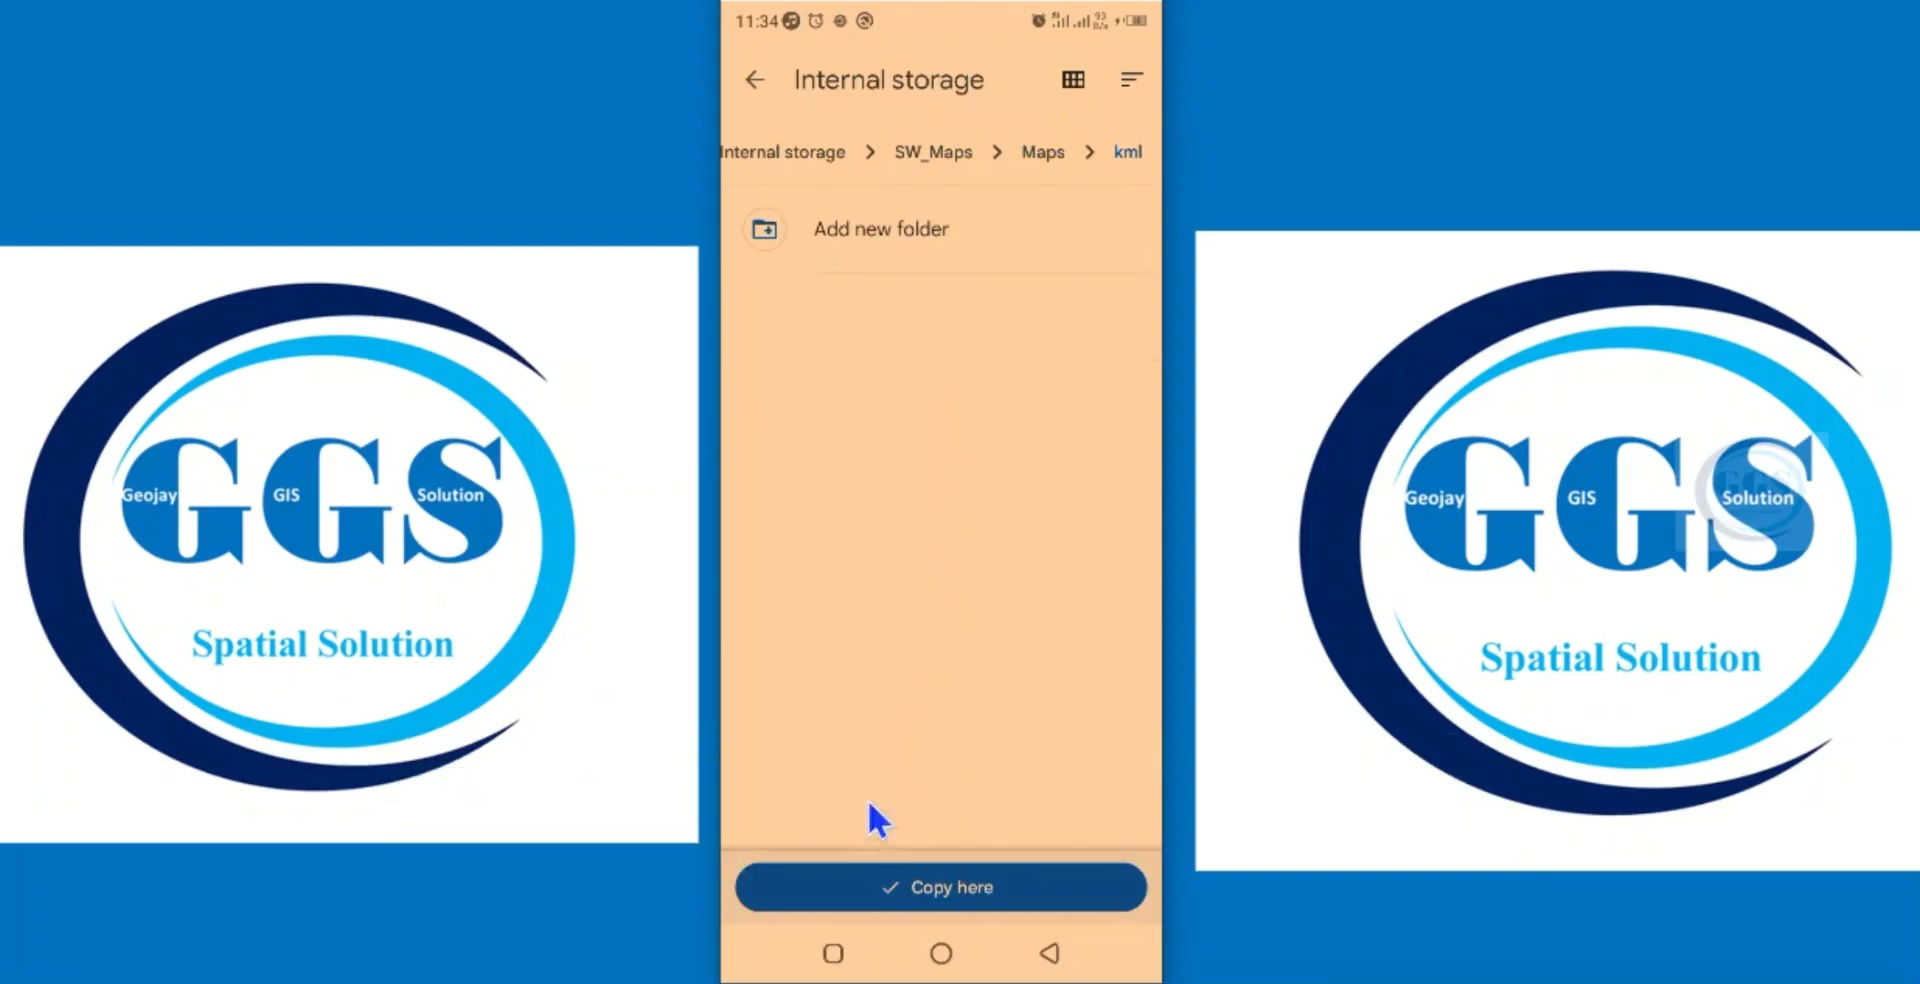 11:34
Internal storage
Internal storage > SW_Maps > Maps > kml
Add new folder
Copy here
GGS
Geojay GIS Solution
Spatial Solution
GGS
Geojay GIS Solution
Spatial Solution